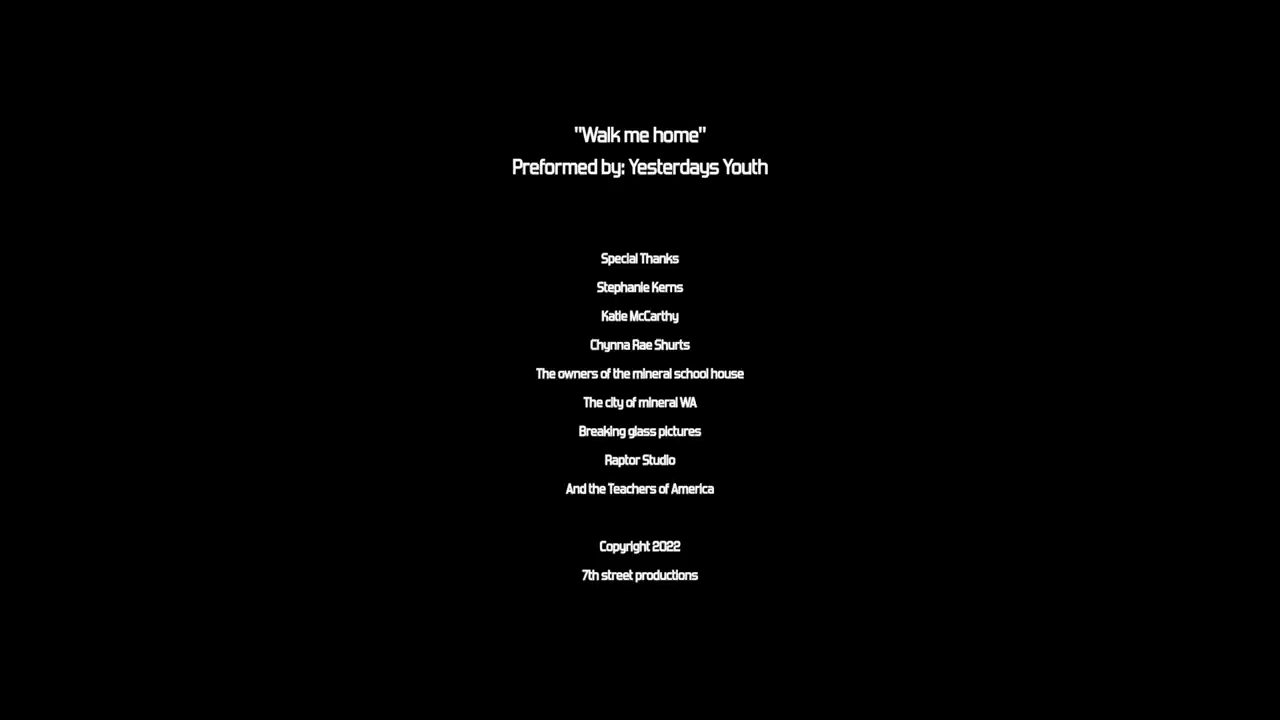 "Walk me home"
Preformed by: Yesterdays Youth
Special Thanks
Stephanie Kerns
Katie McCarthy
Chynna Rae Shurts
The owners of the mineral school house
The city of mineral WA
Breaking glass pictures
Raptor Studio
And the Teachers of America
Copyright 2022
7th street productions